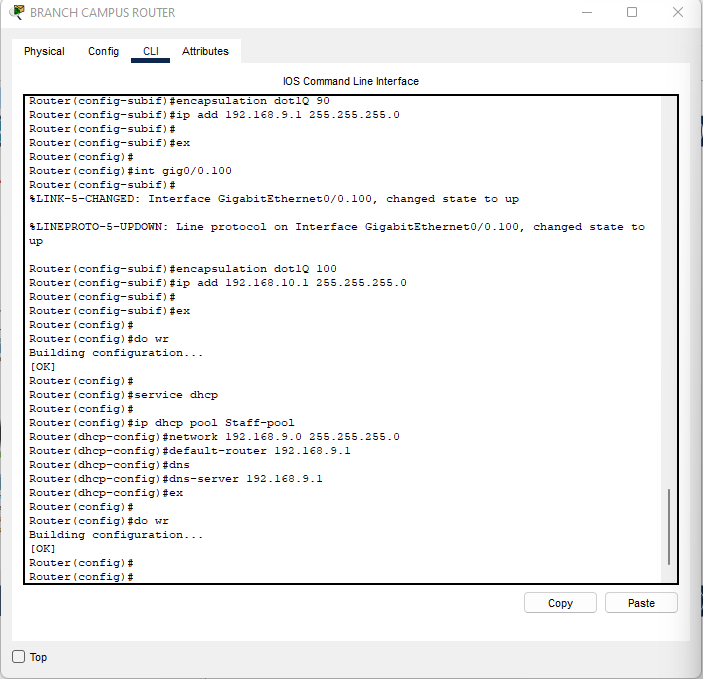 BRANCH CAMPUS ROUTER
Physical Config CLI Attributes
IOS Command Line Interface
Router(config-subif)#encapsulation dot1Q 90
Router(config-subif)#ip add 192.168.9.1 255.255.255.0
Router(config-subif)#
Router(config-subif)#ex
Router(config)#
Router(config)#int gig0/0.100
Router(config-subif)#
%LINK-5-CHANGED: Interface GigabitEthernet0/0.100, changed state to up
%LINEPROTO-5-UPDOWN: Line protocol on Interface GigabitEthernet0/0.100, changed state to
up
Router(config-subif)#encapsulation dot1Q 100
Router(config-subif)#ip add 192.168.10.1 255.255.255.0
Router(config-subif)#
Router(config-subif)#ex
Router(config)#
Router(config)#do wr
Building configuration...
[OK]
Router(config)#
Router(config)#service dhcp
Router(config)#
Router(config)#ip dhcp pool Staff-pool
Router(dhcp-config)#network 192.168.9.0 255.255.255.0
Router(dhcp-config)#default-router 192.168.9.1
Router(dhcp-config)#dns
Router(dhcp-config)#dns-server 192.168.9.1
Router(dhcp-config)#ex
Router(config)#
Router(config)#do wr
Building configuration...
[OK]
Router(config)#
Router(config)#
Copy Paste
Top